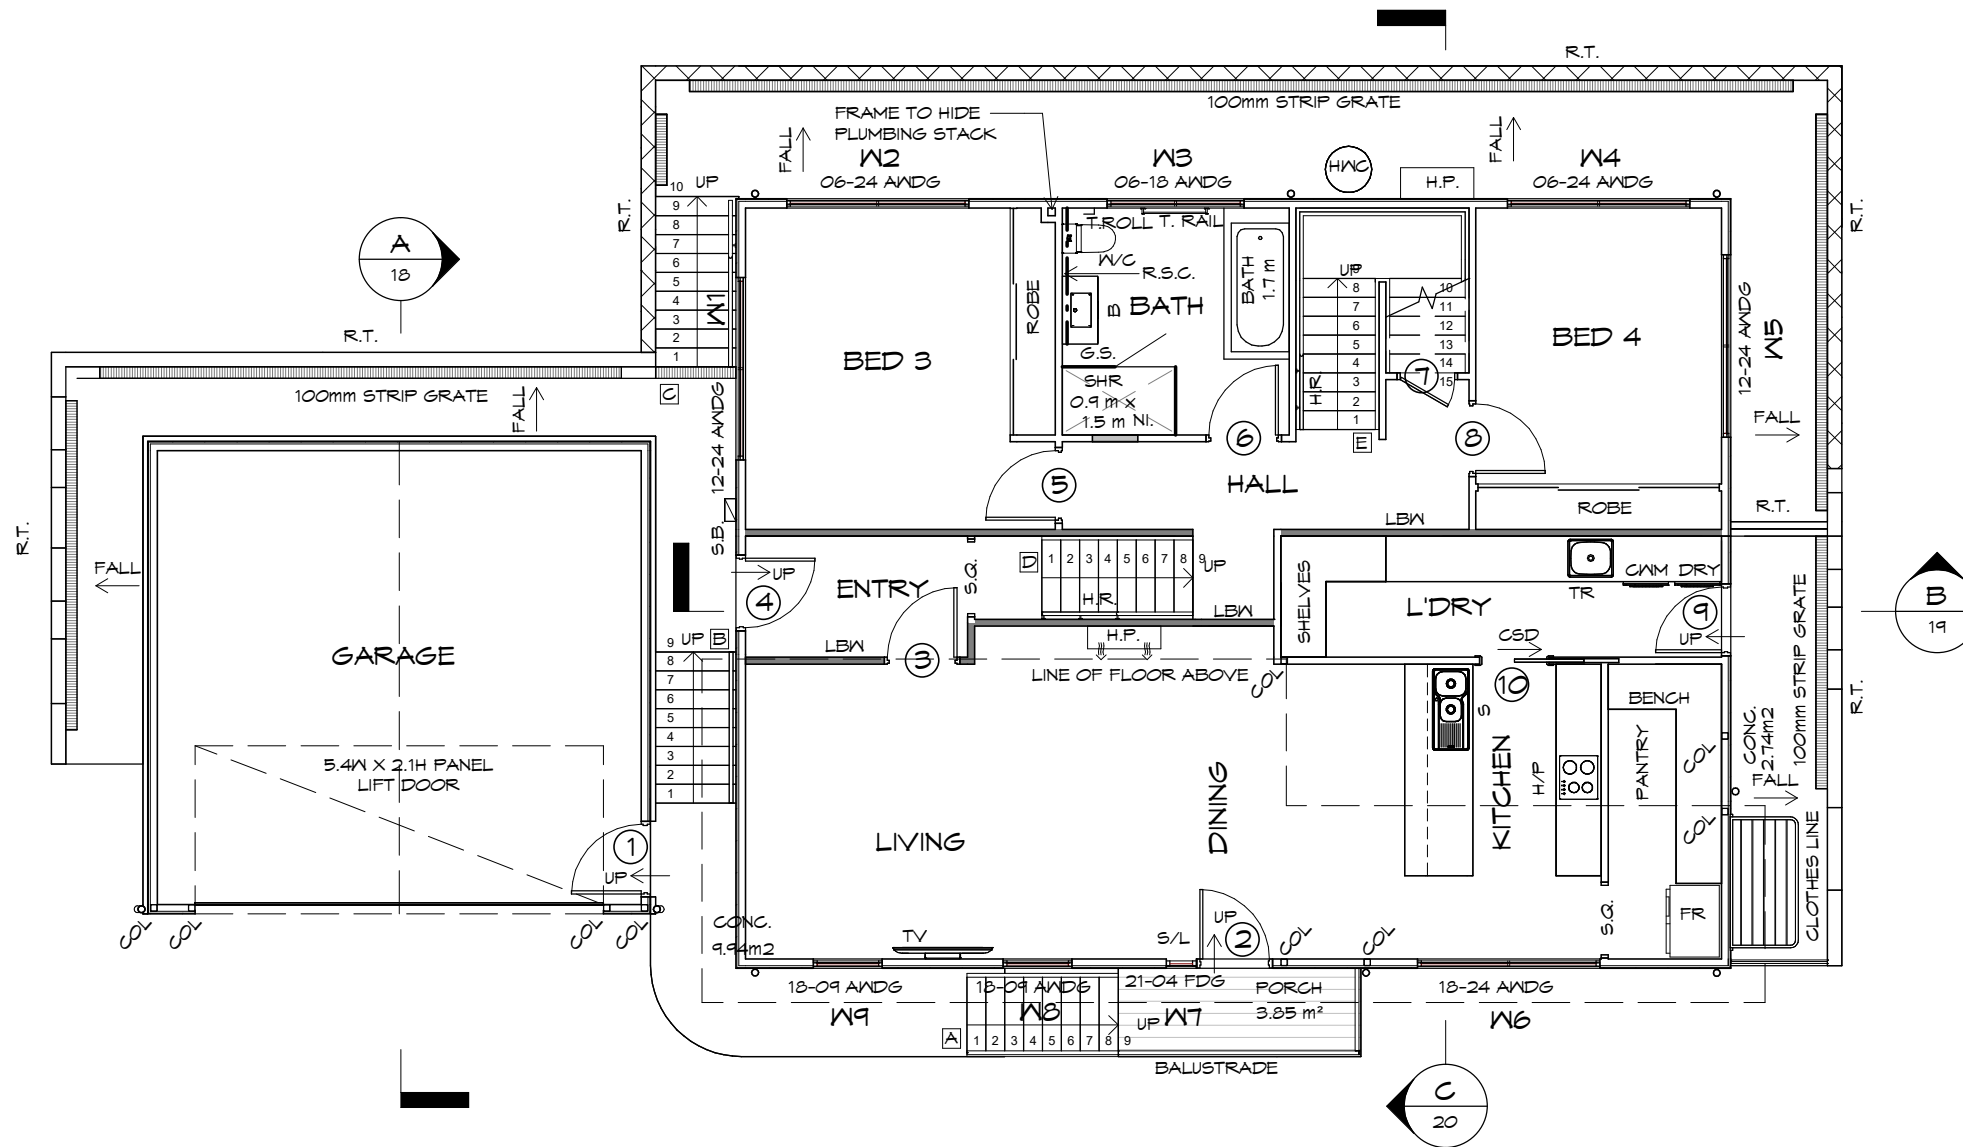 R.T.
100mm STRIP GRATE
FRAME TO HIDE
PLUMBING STACK
FALL
W2
06-24 AWDG
W3
06-18 AWDG
HWC
H.P.
FALL
W4
06-24 AWDG
10 UP
9
8
7
6
5
4
3
2
1
C
R.T.
R.T.
A
18
R.T.
100mm STRIP GRATE
FALL
W1
12-24 AWDG
BED 3
ROBE
T.ROLL T. RAIL
W/C
R.S.C.
B
BATH
G.S.
SHR
0.9 m x
1.5 m NI.
BATH
1.7 m
UP
9
8
7
6
5
4
3
2
1
H.R.
E
10
11
12
13
14
15
7
6
8
BED 4
12-24 AWDG
W5
FALL
R.T.
5
HALL
ROBE
LBW
R.T.
R.T.
FALL
S.B.
UP
4
ENTRY
S.Q.
D
1 2 3 4 5 6 7 8 9
UP
H.R.
LBW
SHELVES
L'DRY
TR
CWM DRY
9
UP
CSD
B
19
100mm STRIP GRATE
R.T.
GARAGE
9 UP B
8
7
6
5
4
3
2
1
LBW
3
H.P.
LINE OF FLOOR ABOVE
COL
10
S
BENCH
PANTRY
COL
COL
CONC.
2.74m2
FALL
5.4W X 2.1H PANEL
LIFT DOOR
LIVING
DINING
KITCHEN
H/P
CLOTHES LINE
1
UP
COL
COL
COL
COL
CONC.
9.94m2
TV
S/L
UP
2
COL
COL
S.Q.
FR
18-09 AWDG
W9
18-09 AWDG
W8
21-04 FDG
W7
PORCH
3.85 m²
18-24 AWDG
W6
A
1 2 3 4 5 6 7 8 9
UP
BALUSTRADE
C
20